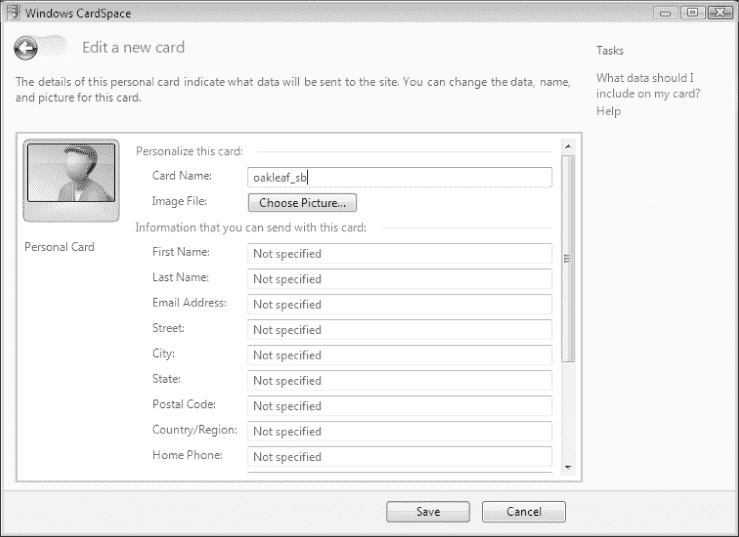 Windows CardSpace
Edit a new card
The details of this personal card indicate what data will be sent to the site. You can change the data, name,
and picture for this card.
Tasks
What data should I
include on my card?
Help
Personal Card
Personalize this card:
Card Name: oakleaf_sb
Image File: Choose Picture...
Information that you can send with this card:
First Name: Not specified
Last Name: Not specified
Email Address: Not specified
Street: Not specified
City: Not specified
State: Not specified
Postal Code: Not specified
Country/Region: Not specified
Home Phone: Not specified
Save Cancel